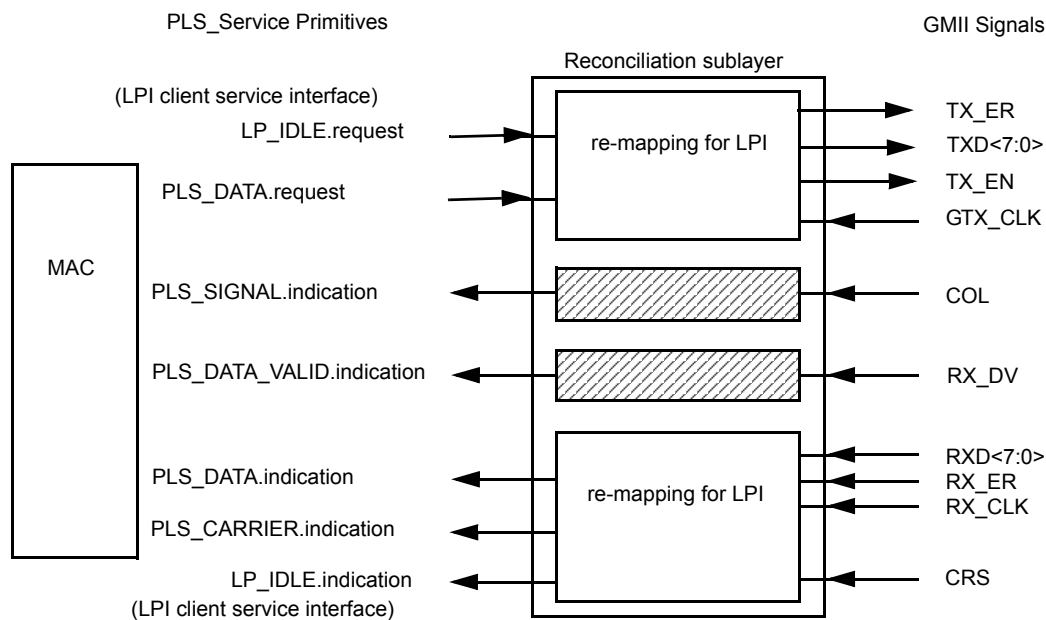 PLS_Service Primitives
GMII Signals
Reconciliation sublayer
(LPI client service interface)
LP_IDLE.request
re-mapping for LPI
TX_ER
TXD<7:0>
PLS_DATA.request
TX_EN
GTX_CLK
MAC
PLS_SIGNAL.indication
COL
PLS_DATA_VALID.indication
RX_DV
RXD<7:0>
PLS_DATA.indication
re-mapping for LPI
RX_ER
RX_CLK
PLS_CARRIER.indication
LP_IDLE.indication
CRS
(LPI client service interface)